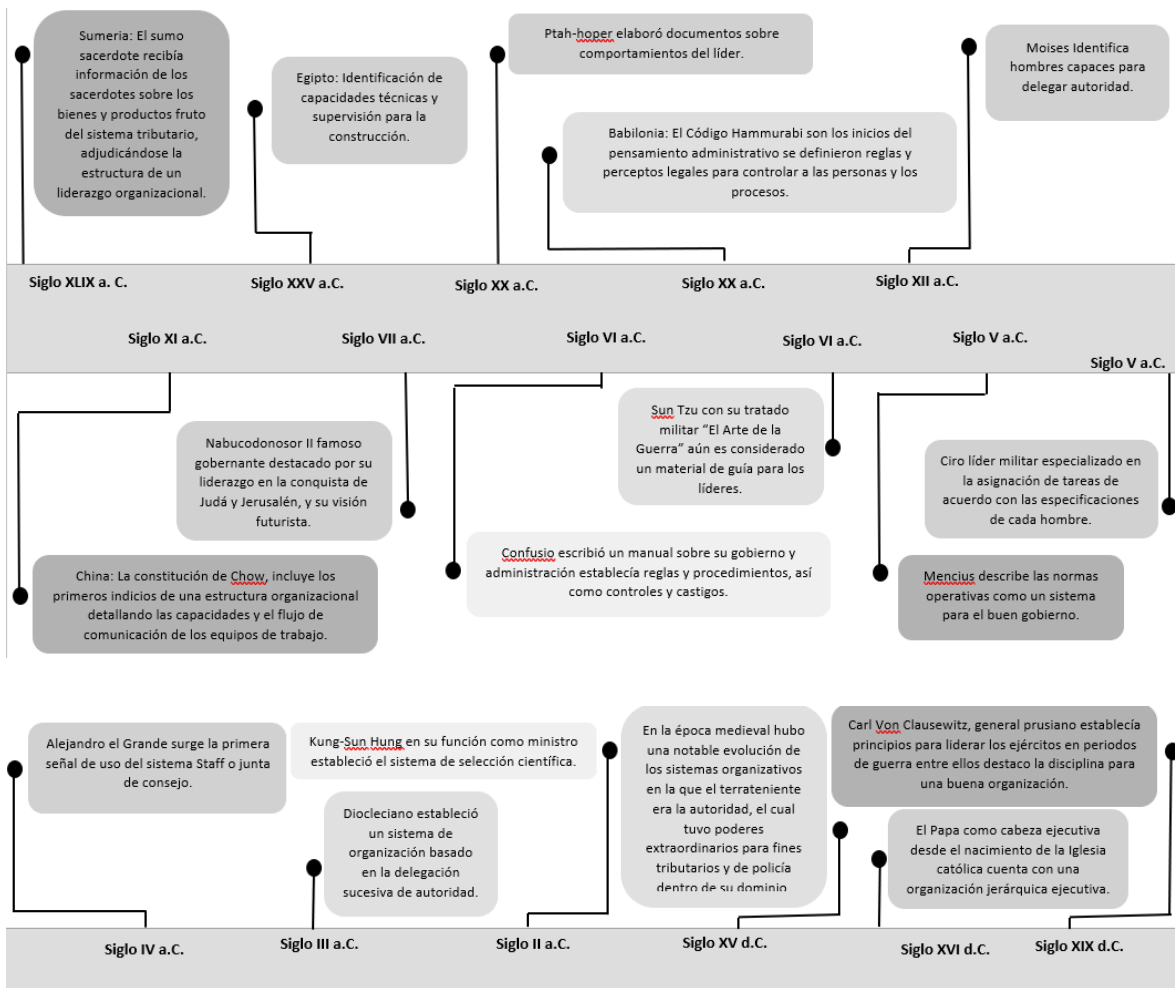 Sumeria: El sumo
sacerdote recibía
información de los
sacerdotes sobre los
bienes y productos fruto
del sistema tributario,
adjudicándose la
estructura de un
liderazgo organizacional.
Egipto: Identificación de
capacidades técnicas y
supervisión para la
construcción.
Ptah-hoper elaboró documentos sobre
comportamientos del líder.
Babilonia: El Código Hammurabi son los inicios del
pensamiento administrativo se definieron reglas y
perceptos legales para controlar a las personas y los
procesos.
Moises Identifica
hombres capaces para
delegar autoridad.
Siglo XLIX a. C.
Siglo XXV a.C.
Siglo XX a.C.
Siglo XX a.C.
Siglo XII a.C.
Siglo XI a.C.
Siglo VII a.C.
Siglo VI a.C.
Siglo VI a.C.
Siglo V a.C.
Siglo V a.C.
Nabucodonosor II famoso
gobernante destacado por su
liderazgo en la conquista de
Judá y Jerusalén, y su visión
futurista.
Sun Tzu con su tratado
militar “El Arte de la
Guerra” aún es considerado
un material de guía para los
líderes.
Ciro líder militar especializado en
la asignación de tareas de
acuerdo con las especificaciones
de cada hombre.
China: La constitución de Chow, incluye los
primeros indicios de una estructura organizacional
detallando las capacidades y el flujo de
comunicación de los equipos de trabajo.
Confusio escribió un manual sobre su gobierno y
administración establecía reglas y procedimientos, así
como controles y castigos.
Mencius describe las normas
operativas como un sistema
para el buen gobierno.
Alejandro el Grande surge la primera
señal de uso del sistema Staff o junta
de consejo.
Kung-Sun Hung en su función como ministro
estableció el sistema de selección científica.
Diocleciano estableció
un sistema de
organización basado
en la delegación
sucesiva de autoridad.
En la época medieval hubo
una notable evolución de
los sistemas organizativos
en la que el terrateniente
era la autoridad, el cual
tuvo poderes
extraordinarios para fines
tributarios y de policía
dentro de su dominio
Carl Von Clausewitz, general prusiano establecía
principios para liderar los ejércitos en periodos
de guerra entre ellos destaco la disciplina para
una buena organización.
El Papa como cabeza ejecutiva
desde el nacimiento de la Iglesia
católica cuenta con una
organización jerárquica ejecutiva.
Siglo IV a.C.
Siglo III a.C.
Siglo II a.C.
Siglo XV d.C.
Siglo XVI d.C.
Siglo XIX d.C.